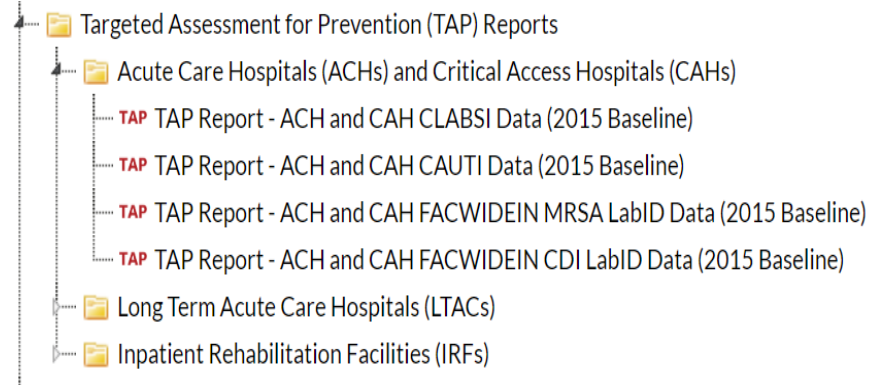 Targeted Assessment for Prevention (TAP) Reports
Acute Care Hospitals (ACHs) and Critical Access Hospitals (CAHs)
TAP TAP Report - ACH and CAH CLABSI Data (2015 Baseline)
TAP TAP Report - ACH and CAH CAUTI Data (2015 Baseline)
TAP TAP Report - ACH and CAH FACWIDEIN MRSA LabID Data (2015 Baseline)
TAP TAP Report - ACH and CAH FACWIDEIN CDI LabID Data (2015 Baseline)
Long Term Acute Care Hospitals (LTACs)
Inpatient Rehabilitation Facilities (IRFs)